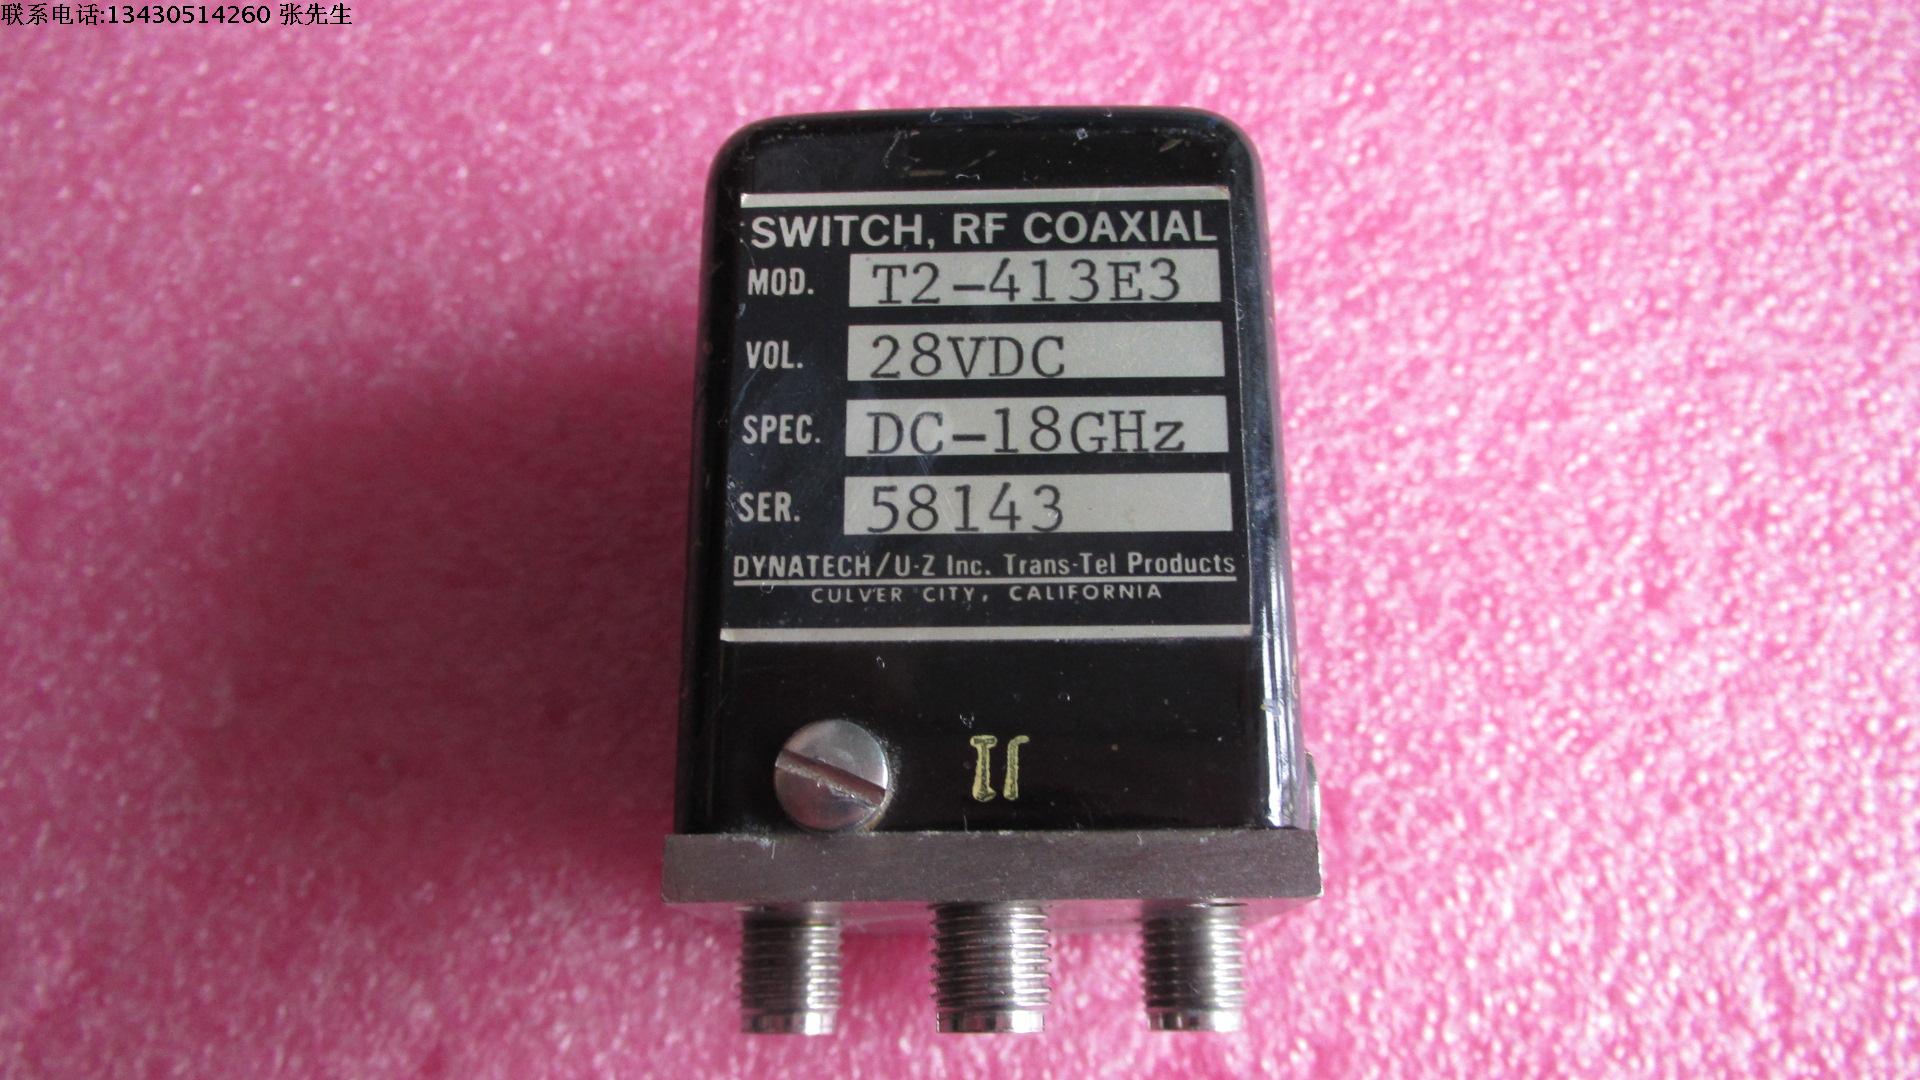 联系电话:13430514260 张先生
SWITCH, RF COAXIAL
MOD. T2-413E3
VOL. 28VDC
SPEC. DC-18GHz
SER. 58143
DYNATECH/U-Z Inc. Trans-Tel Products
CULVER CITY, CALIFORNIA